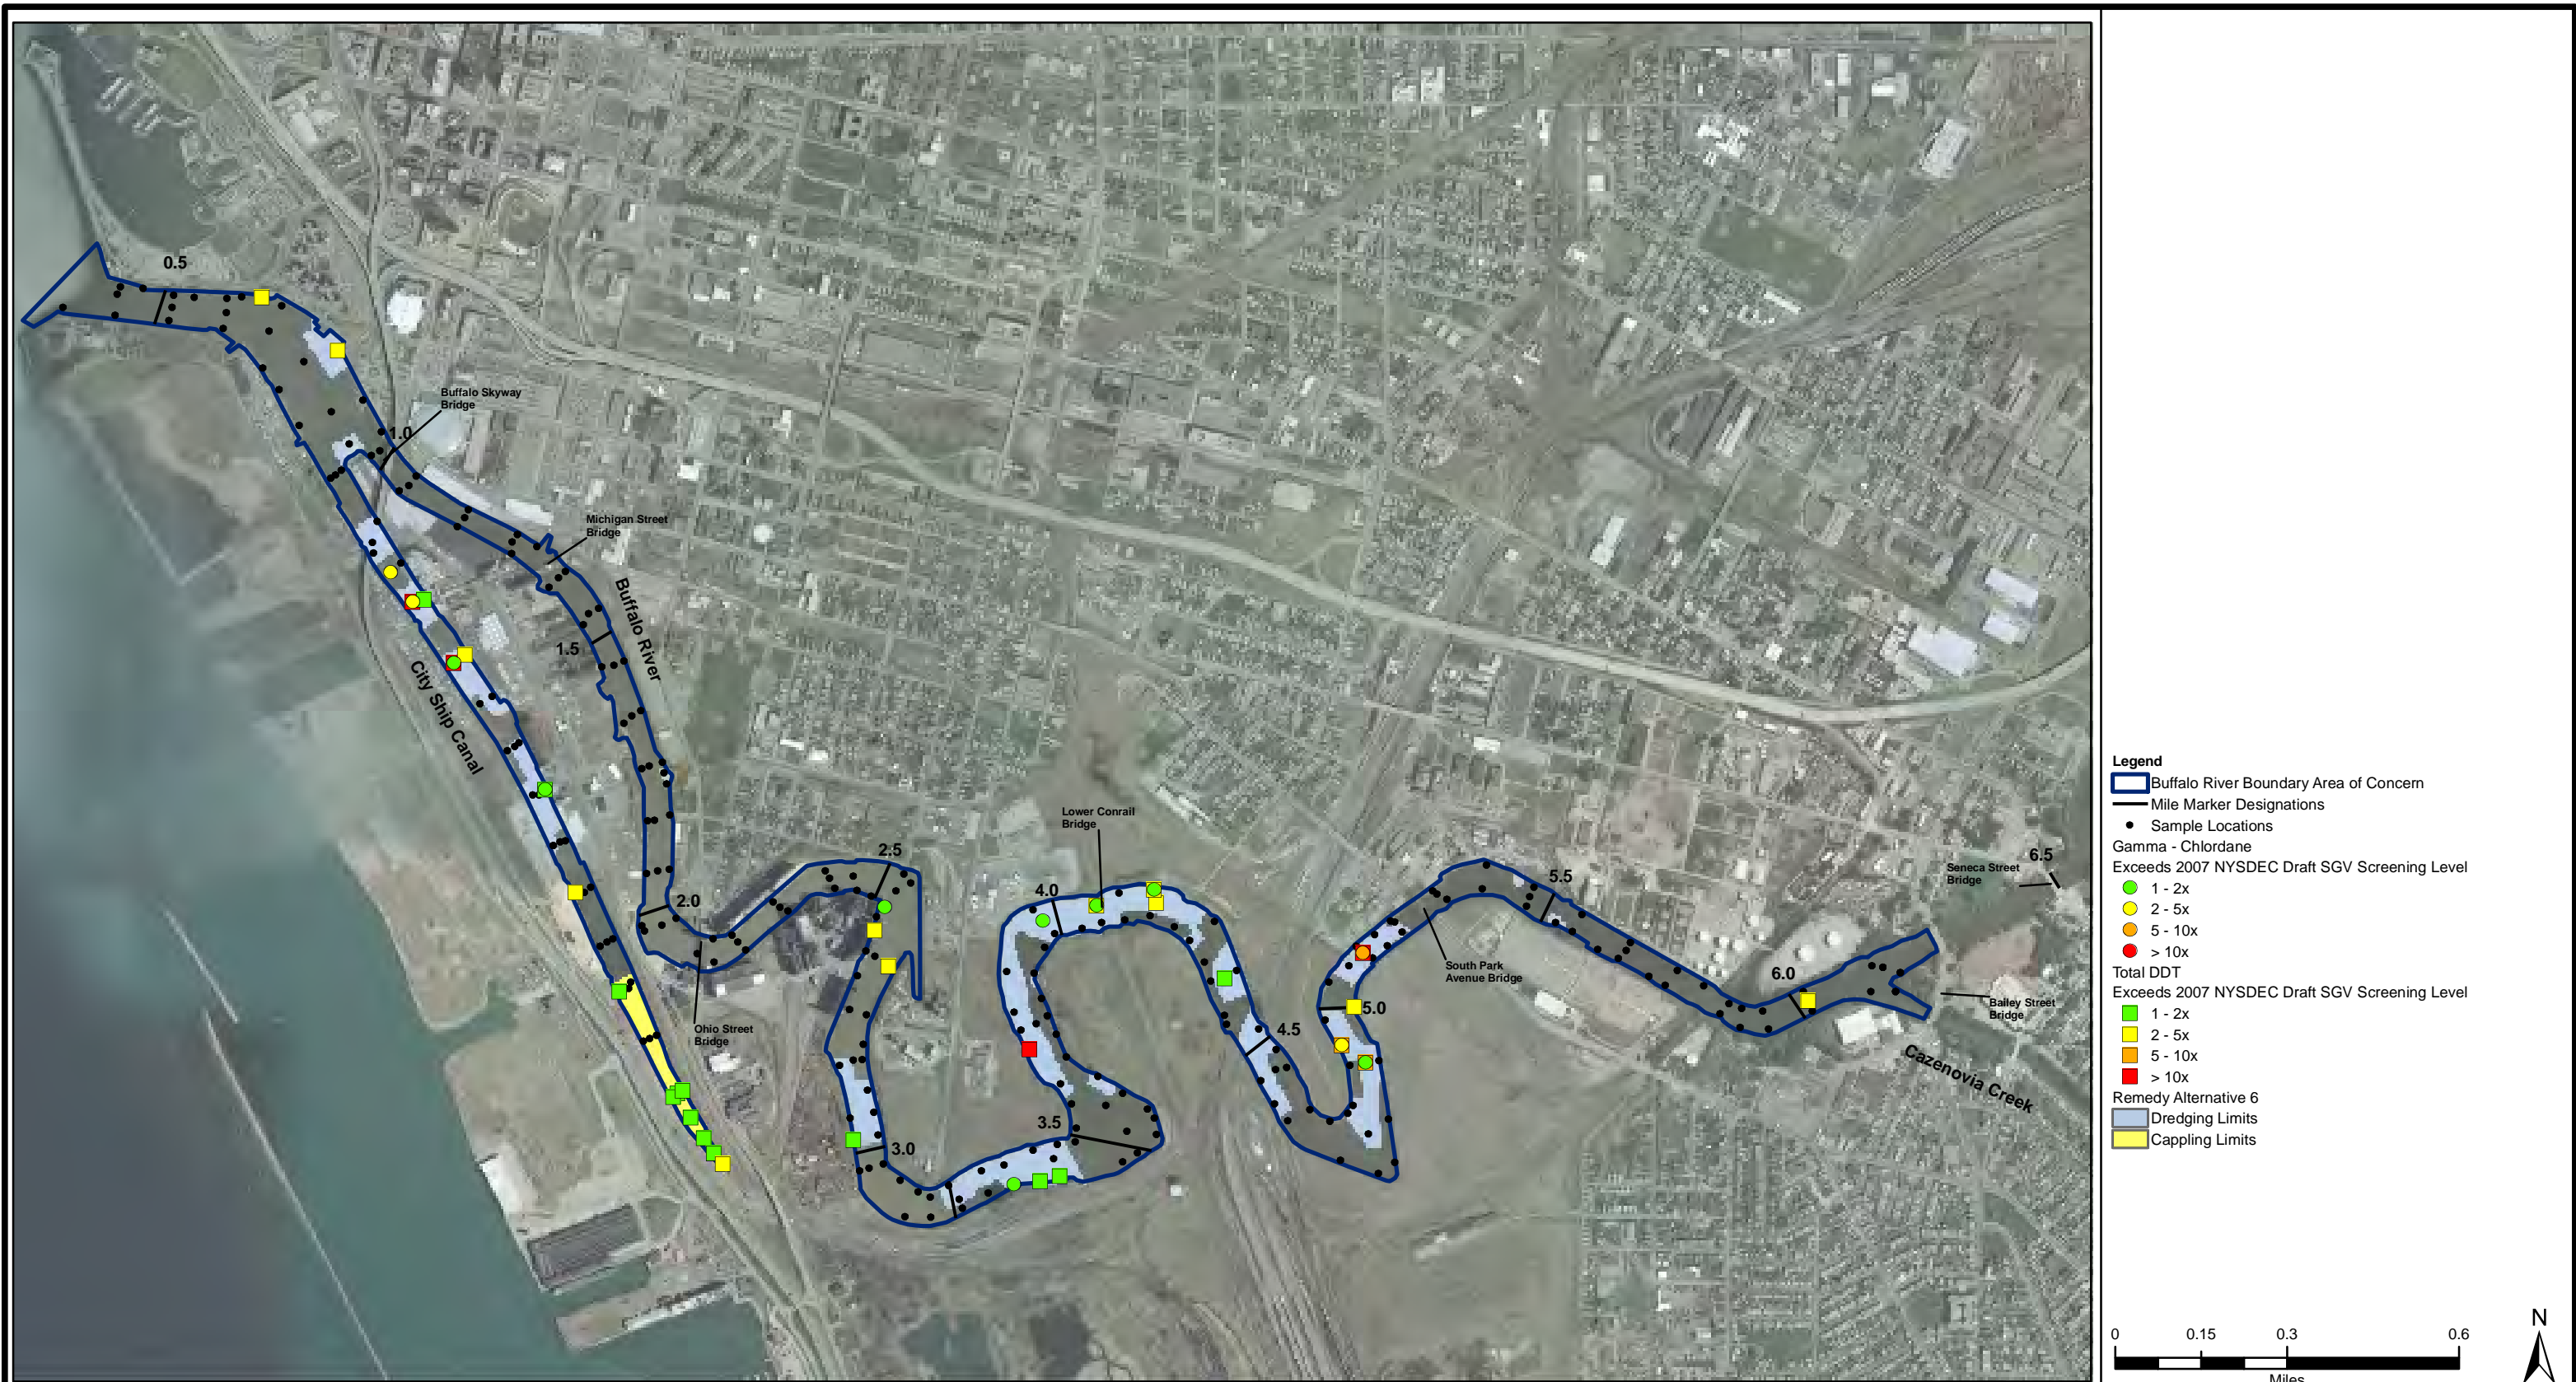 0.5
Buffalo Skyway
Bridge
1.0
Michigan Street
Bridge
Buffalo River
1.5
City Ship Canal
2.0
Ohio Street
Bridge
2.5
3.0
3.5
4.0
Lower Conrail
Bridge
4.5
5.0
South Park
Avenue Bridge
5.5
6.0
Seneca Street
Bridge
6.5
Bailey Street
Bridge
Cazenovia Creek
Legend
Buffalo River Boundary Area of Concern
Mile Marker Designations
Sample Locations
Gamma - Chlordane
Exceeds 2007 NYSDEC Draft SGV Screening Level
1 - 2x
2 - 5x
5 - 10x
> 10x
Total DDT
Exceeds 2007 NYSDEC Draft SGV Screening Level
1 - 2x
2 - 5x
5 - 10x
> 10x
Remedy Alternative 6
Dredging Limits
Cappling Limits
0 0.15 0.3 0.6
Miles
N